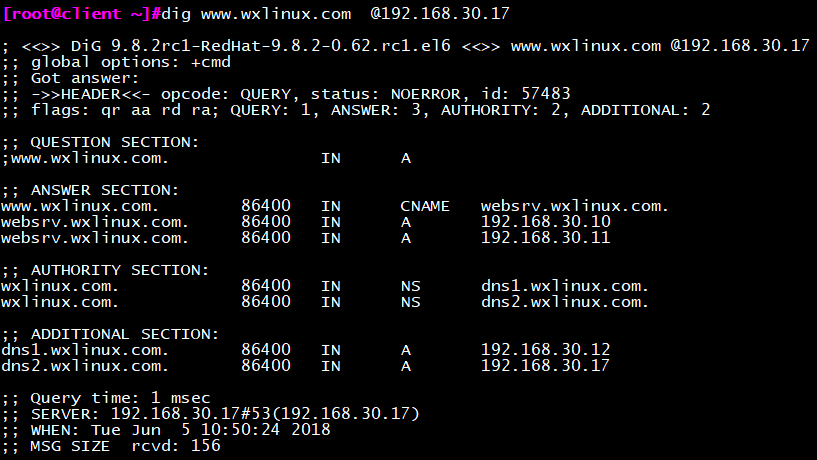 [root@client ~]#dig www.wxlinux.com  @192.168.30.17

; <<>> DiG 9.8.2rc1-RedHat-9.8.2-0.62.rc1.el6 <<>> www.wxlinux.com @192.168.30.17
;; global options: +cmd
;; Got answer:
;; ->>HEADER<<- opcode: QUERY, status: NOERROR, id: 57483
;; flags: qr aa rd ra; QUERY: 1, ANSWER: 3, AUTHORITY: 2, ADDITIONAL: 2

;; QUESTION SECTION:
;www.wxlinux.com.               IN      A

;; ANSWER SECTION:
www.wxlinux.com.        86400   IN      CNAME   websrv.wxlinux.com.
websrv.wxlinux.com.     86400   IN      A       192.168.30.10
websrv.wxlinux.com.     86400   IN      A       192.168.30.11

;; AUTHORITY SECTION:
wxlinux.com.            86400   IN      NS      dns1.wxlinux.com.
wxlinux.com.            86400   IN      NS      dns2.wxlinux.com.

;; ADDITIONAL SECTION:
dns1.wxlinux.com.       86400   IN      A       192.168.30.12
dns2.wxlinux.com.       86400   IN      A       192.168.30.17

;; Query time: 1 msec
;; SERVER: 192.168.30.17#53(192.168.30.17)
;; WHEN: Tue Jun  5 10:50:24 2018
;; MSG SIZE  rcvd: 156